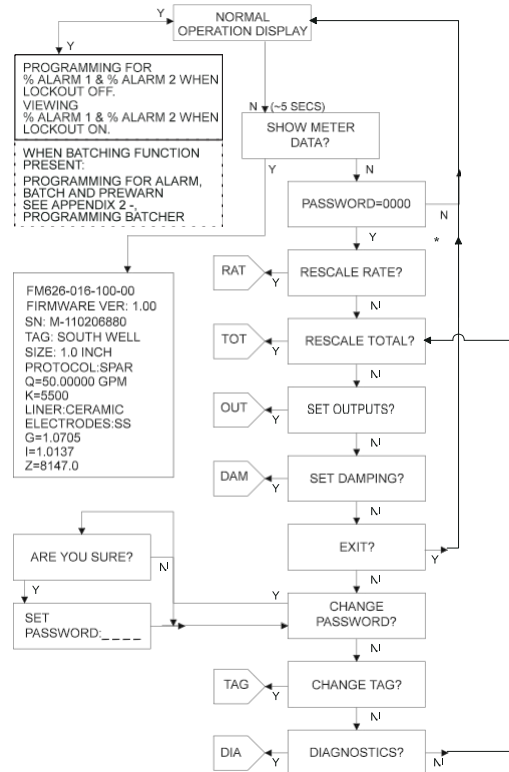 NORMAL
OPERATION DISPLAY
Y
Y
PROGRAMMING FOR
% ALARM 1 & % ALARM 2 WHEN
LOCKOUT OFF.
VIEWING
% ALARM 1 & % ALARM 2 WHEN
LOCKOUT ON.
WHEN BATCHING FUNCTION
PRESENT:
PROGRAMMING FOR ALARM,
BATCH AND PREWARN
SEE APPENDIX 2 -,
PROGRAMMING BATCHER
N (~5 SECS)
SHOW METER
DATA?
Y
N
PASSWORD=0000
N
Y
*
FM626-016-100-00
FIRMWARE VER: 1.00
SN: M-110206880
TAG: SOUTH WELL
SIZE: 1.0 INCH
PROTOCOL:SPAR
Q=50.00000 GPM
K=5500
LINER:CERAMIC
ELECTRODES:SS
G=1.0705
I=1.0137
Z=8147.0
RAT
Y
RESCALE RATE?
N
TOT
Y
RESCALE TOTAL?
N
OUT
Y
SET OUTPUTS?
N
DAM
Y
SET DAMPING?
N
EXIT?
Y
N
ARE YOU SURE?
N
Y
SET
PASSWORD:_ _ _ _
Y
CHANGE
PASSWORD?
N
TAG
Y
CHANGE TAG?
N
DIA
Y
DIAGNOSTICS?
N